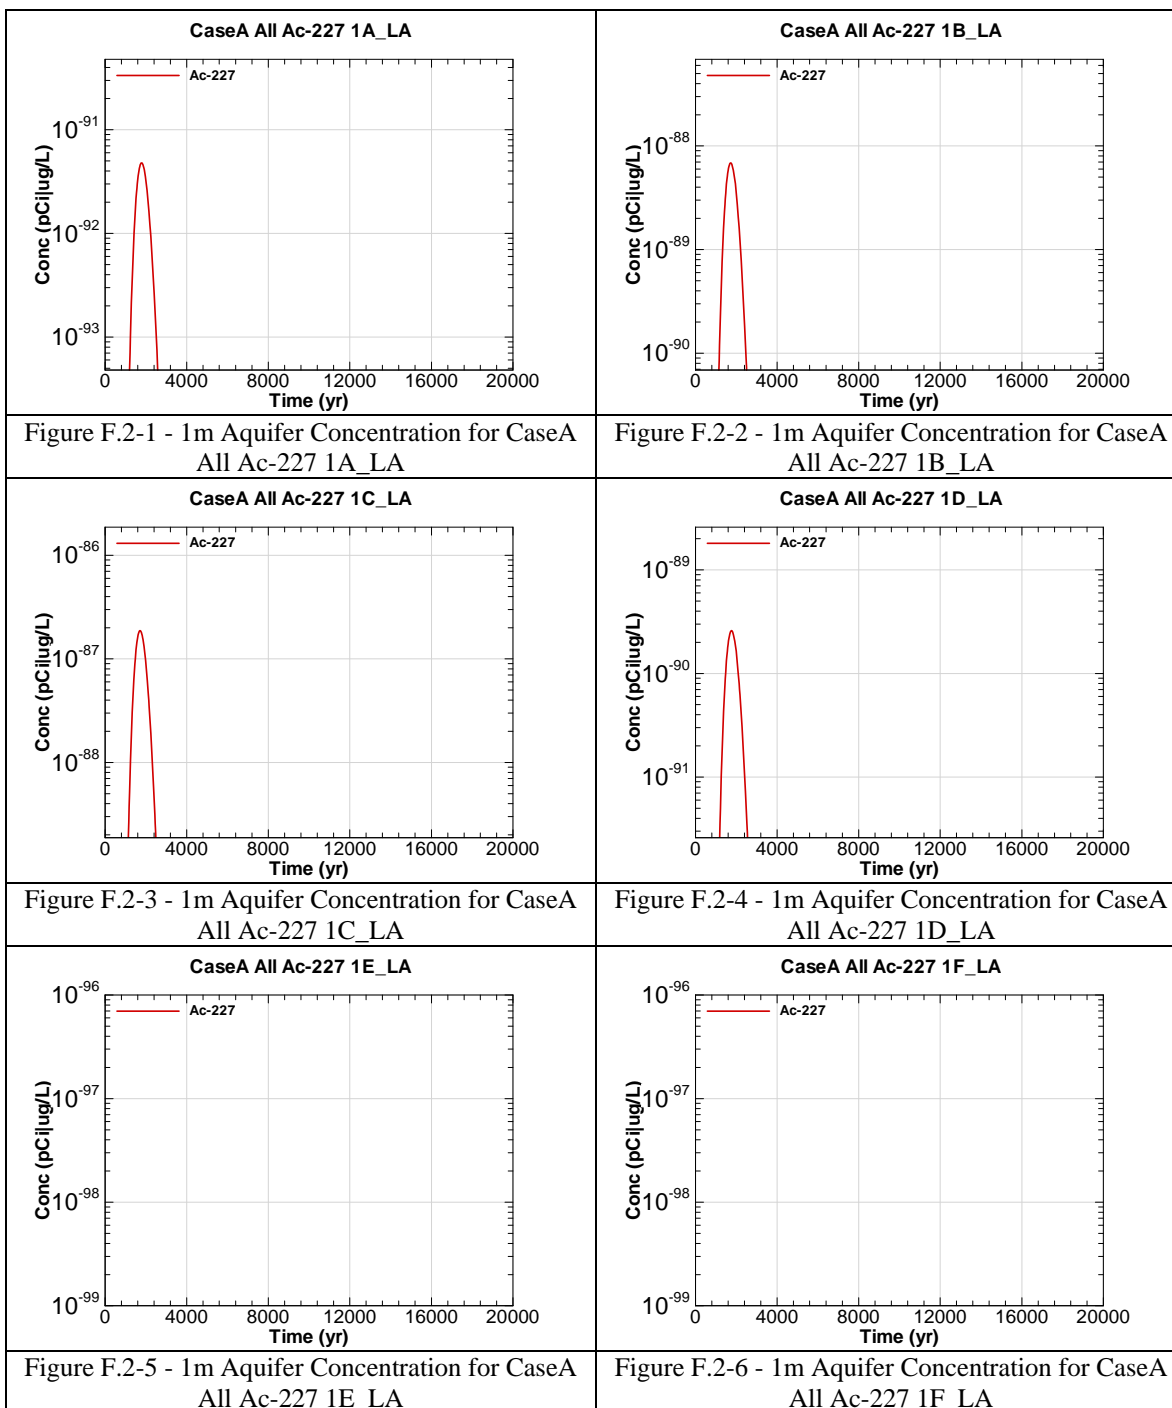 CaseA All Ac-227 1A_LA
Ac-227
Conc (pCi|ug/L)
10-91
10-92
10-93
0 4000 8000 12000 16000 20000
Time (yr)
Figure F.2-1 - 1m Aquifer Concentration for CaseA
All Ac-227 1A_LA
CaseA All Ac-227 1B_LA
Ac-227
Conc (pCi|ug/L)
10-88
10-89
10-90
0 4000 8000 12000 16000 20000
Time (yr)
Figure F.2-2 - 1m Aquifer Concentration for CaseA
All Ac-227 1B_LA
CaseA All Ac-227 1C_LA
Ac-227
Conc (pCi|ug/L)
10-86
10-87
10-88
0 4000 8000 12000 16000 20000
Time (yr)
Figure F.2-3 - 1m Aquifer Concentration for CaseA
All Ac-227 1C_LA
CaseA All Ac-227 1D_LA
Ac-227
Conc (pCi|ug/L)
10-89
10-90
10-91
0 4000 8000 12000 16000 20000
Time (yr)
Figure F.2-4 - 1m Aquifer Concentration for CaseA
All Ac-227 1D_LA
CaseA All Ac-227 1E_LA
Ac-227
Conc (pCi|ug/L)
10-96
10-97
10-98
10-99
0 4000 8000 12000 16000 20000
Time (yr)
Figure F.2-5 - 1m Aquifer Concentration for CaseA
All Ac-227 1E_LA
CaseA All Ac-227 1F_LA
Ac-227
Conc (pCi|ug/L)
10-96
10-97
10-98
10-99
0 4000 8000 12000 16000 20000
Time (yr)
Figure F.2-6 - 1m Aquifer Concentration for CaseA
All Ac-227 1F_LA